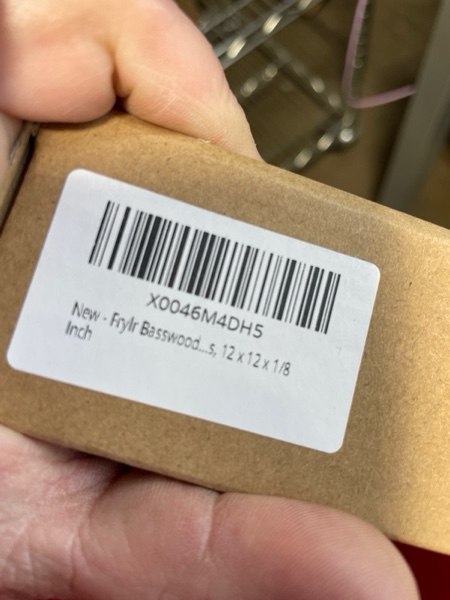 X0046M4DH5
New - Frylr Basswood...s, 12 x 12 x 1/8
Inch